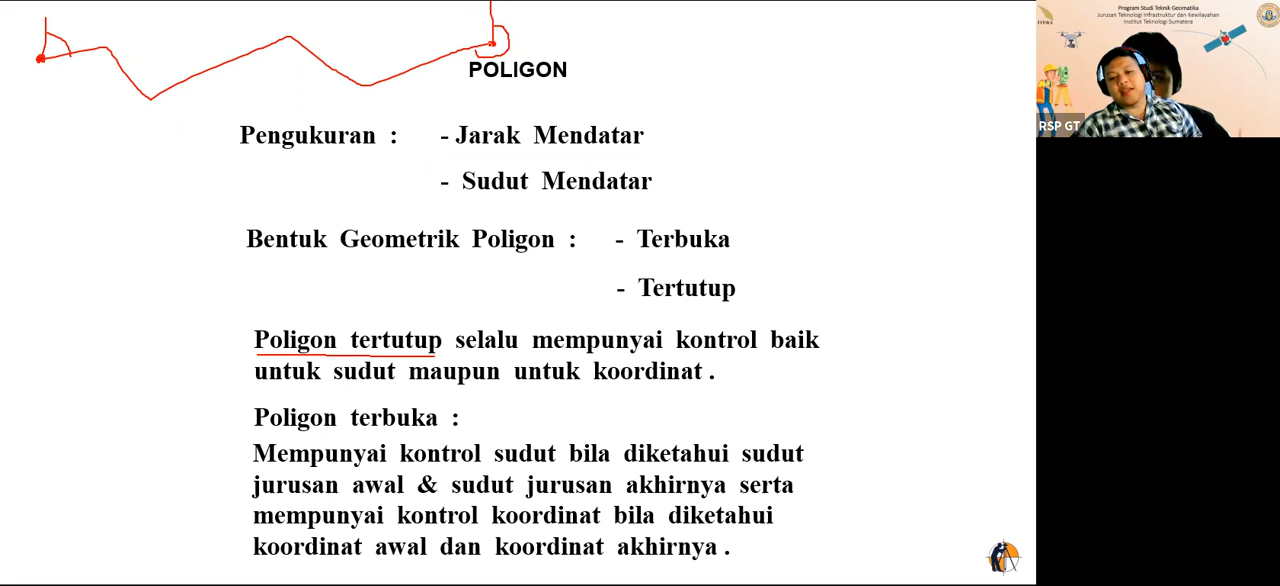 POLIGON
Pengukuran : - Jarak Mendatar
- Sudut Mendatar
Bentuk Geometrik Poligon : - Terbuka
- Tertutup
Poligon tertutup selalu mempunyai kontrol baik
untuk sudut maupun untuk koordinat .
Poligon terbuka :
Mempunyai kontrol sudut bila diketahui sudut
jurusan awal & sudut jurusan akhirnya serta
mempunyai kontrol koordinat bila diketahui
koordinat awal dan koordinat akhirnya .
Program Studi Teknik Geomatika
Jurusan Teknologi Infrastruktur dan Kewilayahan
Institut Teknologi Sumatera
ITERA
RSP GT